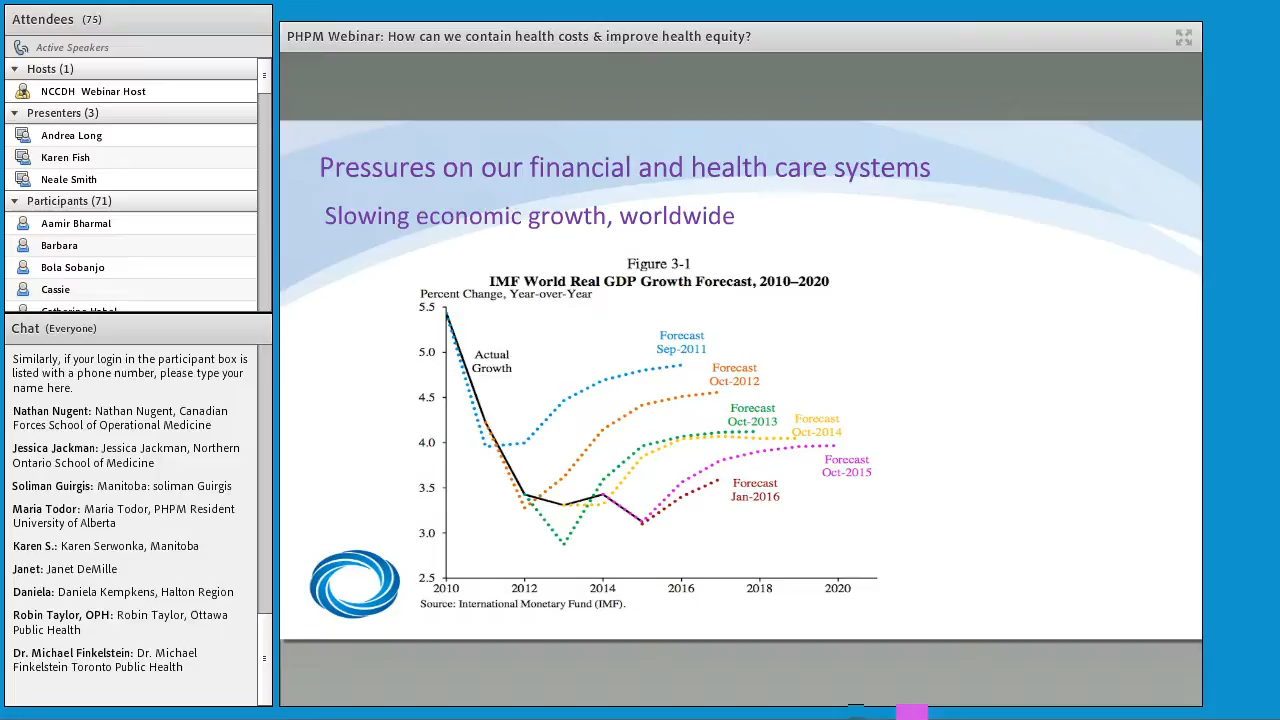 Attendees (75)
Active Speakers
Hosts (1)
NCCDH Webinar Host
Presenters (3)
Andrea Long
Karen Fish
Neale Smith
Participants (71)
Aamir Bharmal
Barbara
Bola Sobanjo
Cassie
Chat (Everyone)
Similarly, if your login in the participant box is
listed with a phone number, please type your
name here.
Nathan Nugent: Nathan Nugent, Canadian
Forces School of Operational Medicine
Jessica Jackman: Jessica Jackman, Northern
Ontario School of Medicine
Soliman Guirgis: Manitoba Soliman Guirgis
Maria Todor: Maria Todor, PHPM Resident
University of Alberta
Karen S.: Karen Serwonka, Manitoba
Janet: Janet DeMille
Daniela: Daniela Kempkens, Halton Region
Robin Taylor, OPH: Robin Taylor, Ottawa
Public Health
Dr. Michael Finkelstein: Dr. Michael
Finkelstein Toronto Public Health
PHPM Webinar: How can we contain health costs & improve health equity?
Pressures on our financial and health care systems
Slowing economic growth, worldwide
Figure 3-1
IMF World Real GDP Growth Forecast, 2010–2020
Percent Change, Year-over-Year
5.5
5.0
4.5
4.0
3.5
3.0
2.5
Actual
Growth
Forecast
Sep-2011
Forecast
Oct-2012
Forecast
Oct-2013
Forecast
Oct-2014
Forecast
Oct-2015
Forecast
Jan-2016
2010 2012 2014 2016 2018 2020
Source: International Monetary Fund (IMF).